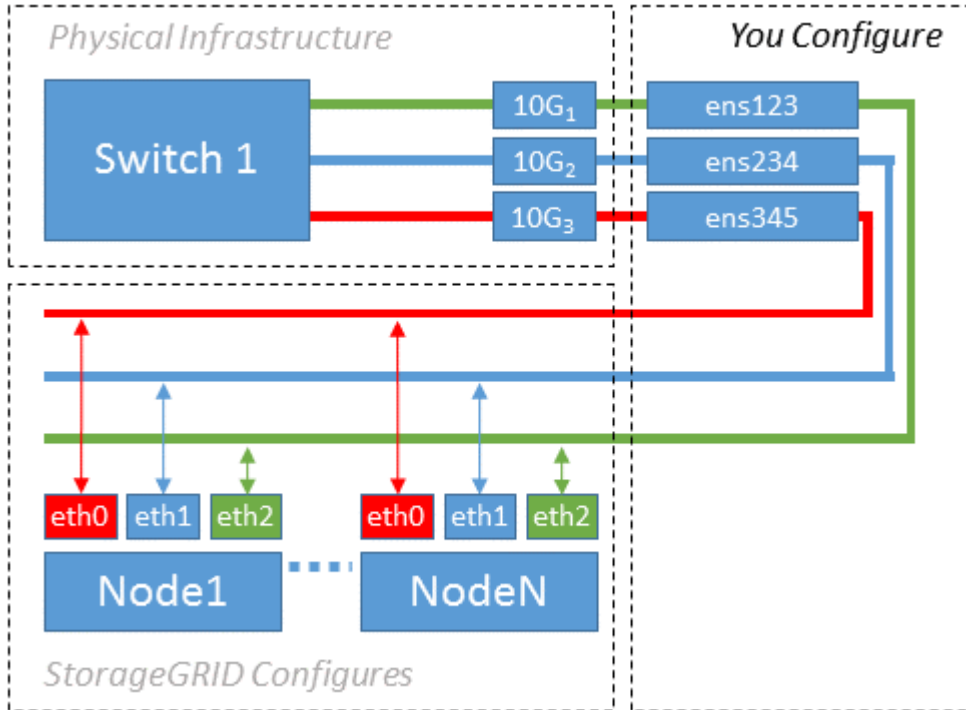 Physical Infrastructure
You Configure
Switch 1
10G₁
ens123
10G₂
ens234
10G₃
ens345
eth0
eth1
eth2
eth0
eth1
eth2
Node1
NodeN
StorageGRID Configures